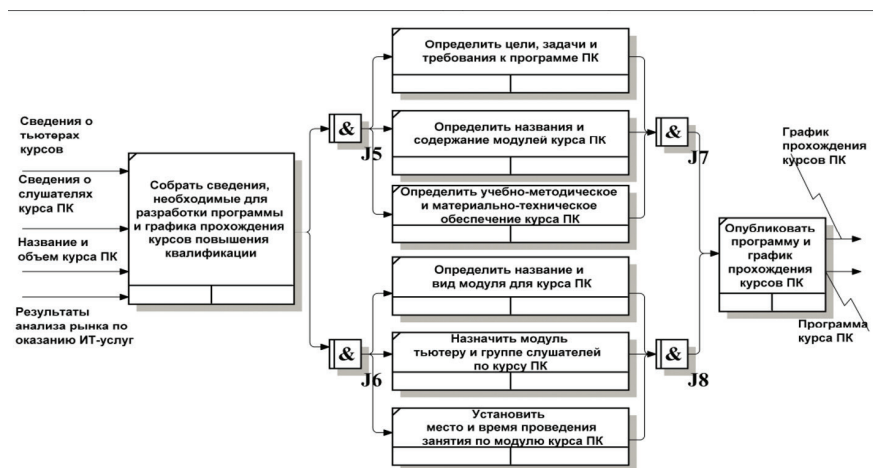 Сведения о
тьютерах
курсов
Сведения о
слушателях
курса ПК
Название и
объем курса ПК
Результаты
анализа рынка по
оказанию ИТ-услуг
Собрать сведения,
необходимые для
разработки программы
и графика прохождения
курсов повышения
квалификации
&
J5
&
J6
Определить цели, задачи и
требования к программе ПК
Определить названия и
содержание модулей курса ПК
Определить учебно-методическое
и материально-техническое
обеспечение курса ПК
Определить название и
вид модуля для курса ПК
Назначить модуль
тьютеру и группе слушателей
по курсу ПК
Установить
место и время проведения
занятия по модулю курса ПК
&
J7
&
J8
Опубликовать
программу и
график
прохождения
курсов ПК
График
прохождения
курсов ПК
Программа
курса ПК